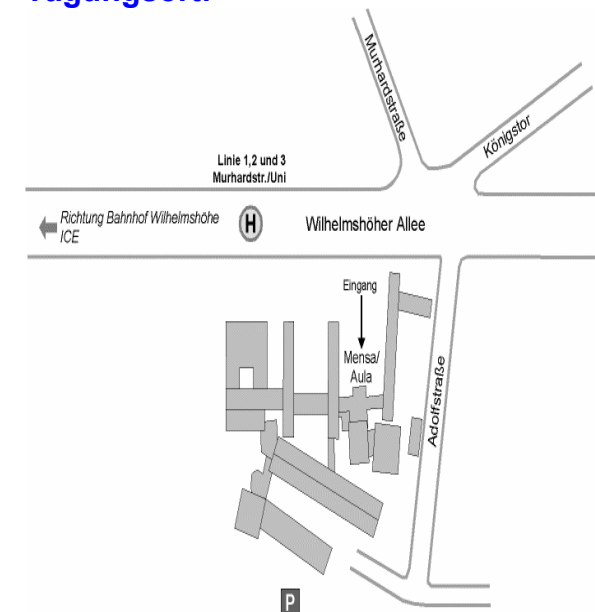 Murhardstraße
Königstor
Linie 1,2 und 3
Murhardstr./Uni
Richtung Bahnhof Wilhelmshöhe
ICE
H
Wilhelmshöher Allee
Eingang
Mensa/
Aula
Adolfstraße
P